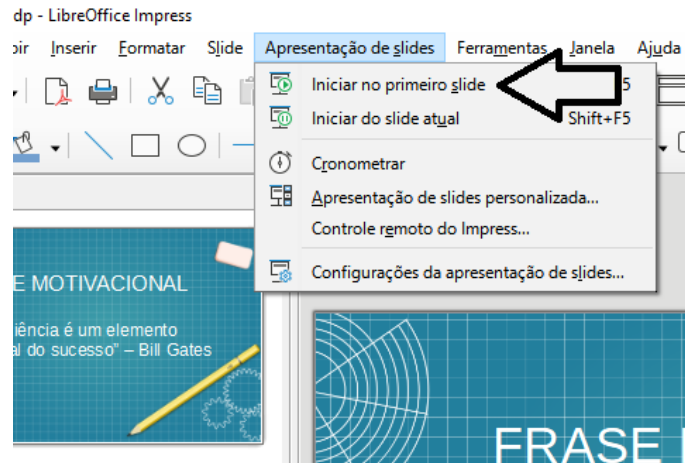 dp - LibreOffice Impress
Inserir Formatar Slide Apresentação de slides Ferramentas Janela Ajuda
Iniciar no primeiro slide 5
Iniciar do slide atual Shift+F5
Cronometrar
Apresentação de slides personalizada...
Controle remoto do Impress...
Configurações da apresentação de slides...
E MOTIVACIONAL
iência é um elemento
al do sucesso” – Bill Gates
FRASE